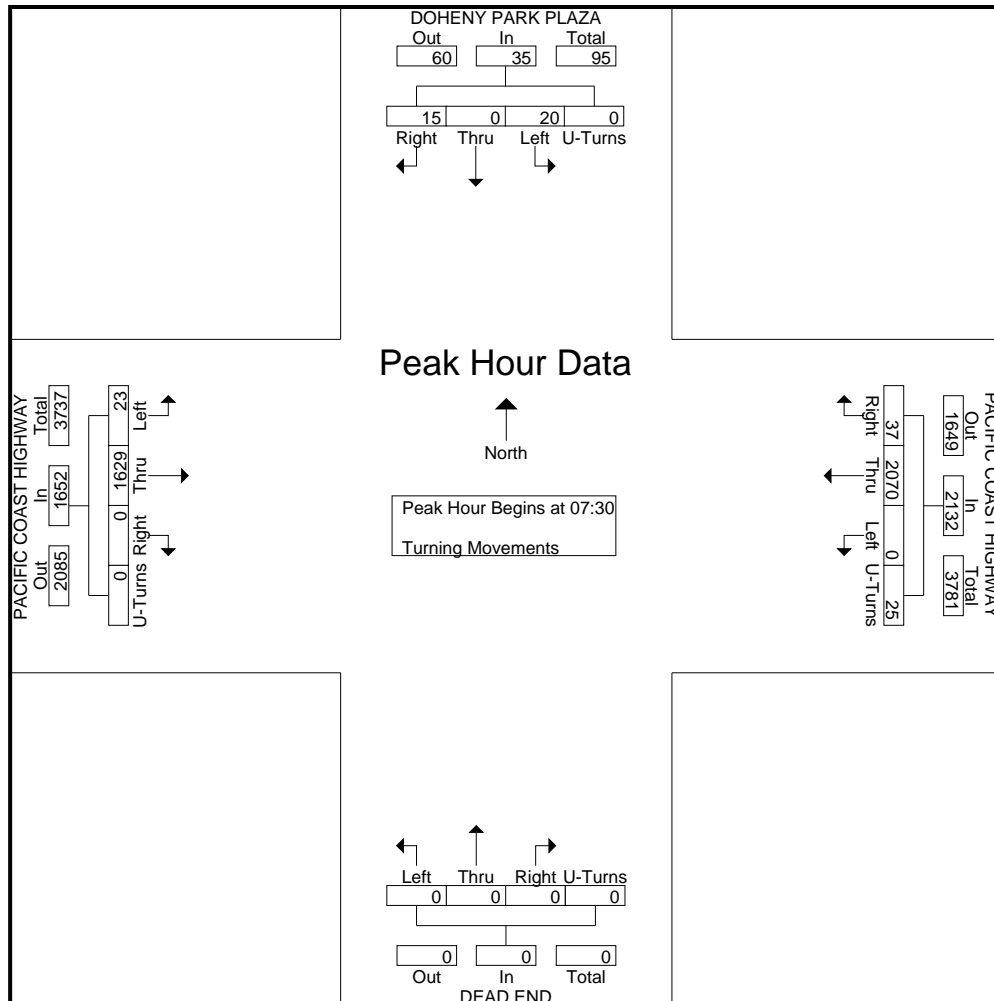 DOHENY PARK PLAZA
Out In Total
60 35 95
15 0 20 0
Right Thru Left U-Turns
Peak Hour Data
North
Peak Hour Begins at 07:30
Turning Movements
PACIFIC COAST HIGHWAY
Out In Total
2085 1652 3737
0 0 1629 23
U-Turns Right Thru Left
PACIFIC COAST HIGHWAY
Out In Total
1649 2132 3781
37 2070 0 25
Right Thru Left U-Turns
Left Thru Right U-Turns
0 0 0 0
0 0 0
Out In Total
DEAD END